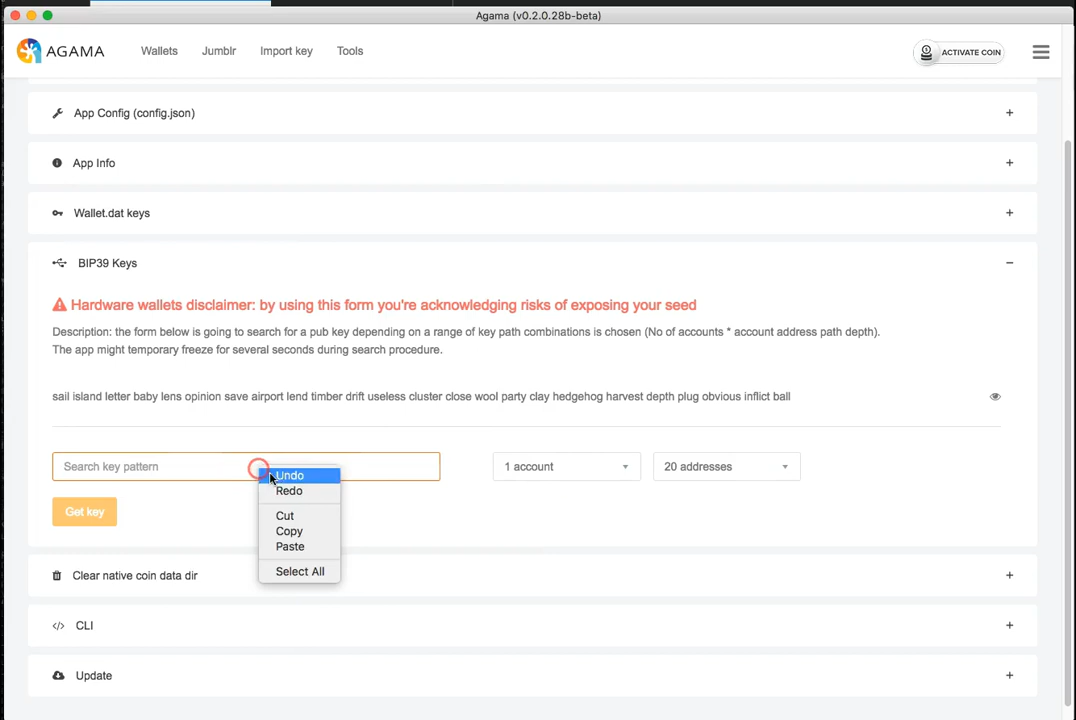 Agama (v0.2.0.28b-beta)
AGAMA
Wallets
Jumblr
Import key
Tools
ACTIVATE COIN
App Config (config.json)
App Info
Wallet.dat keys
BIP39 Keys
Hardware wallets disclaimer: by using this form you're acknowledging risks of exposing your seed
Description: the form below is going to search for a pub key depending on a range of key path combinations is chosen (No of accounts * account address path depth).
The app might temporary freeze for several seconds during search procedure.
sail island letter baby lens opinion save airport lend timber drift useless cluster close wool party clay hedgehog harvest depth plug obvious inflict ball
Search key pattern
1 account
20 addresses
Undo
Redo
Cut
Copy
Paste
Select All
Get key
Clear native coin data dir
CLI
Update